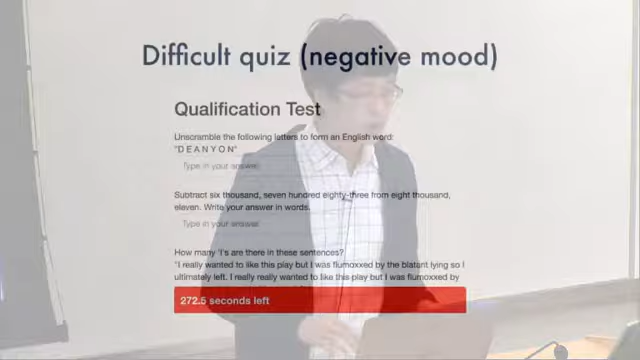 Difficult quiz (negative mood)
Qualification Test
Unscramble the following letters to form an English word:
"D E A N Y O N"
Type in your answer
Subtract six thousand, seven hundred eighty-three from eight thousand,
eleven. Write your answer in words.
Type in your answer
How many 'I's are there in these sentences?
"I really wanted to like this play but I was flumoxxed by the blatant lying so I
ultimately left. I really really wanted to like this play but I was flumoxxed by
272.5 seconds left